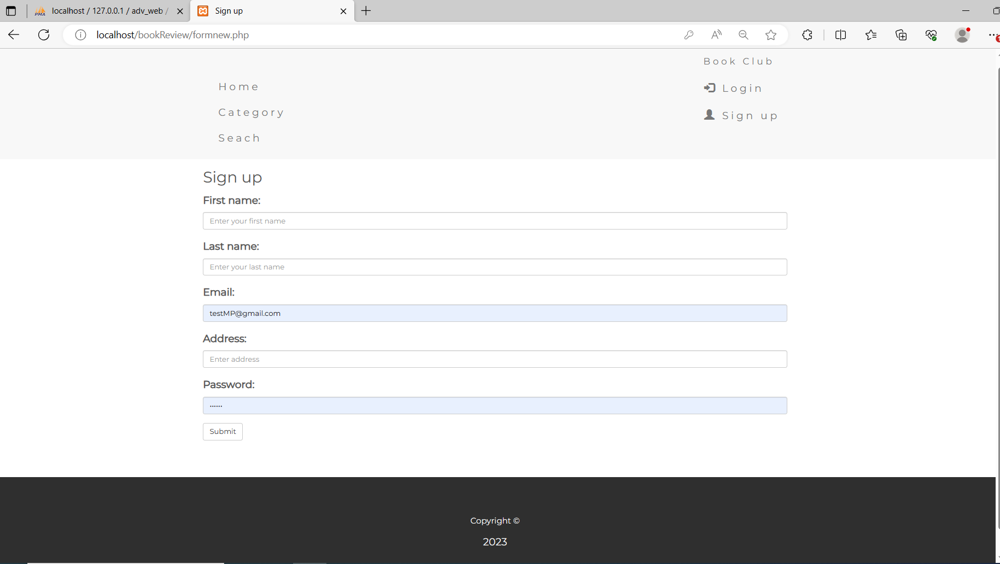 PMA localhost / 127.0.0.1 / adv_web /
Sign up
localhost/bookReview/formnew.php
Book Club
Home
Login
Category
Sign up
Seach
Sign up
First name:
Enter your first name
Last name:
Enter your last name
Email:
testMP@gmail.com
Address:
Enter address
Password:
······
Submit
Copyright ©
2023